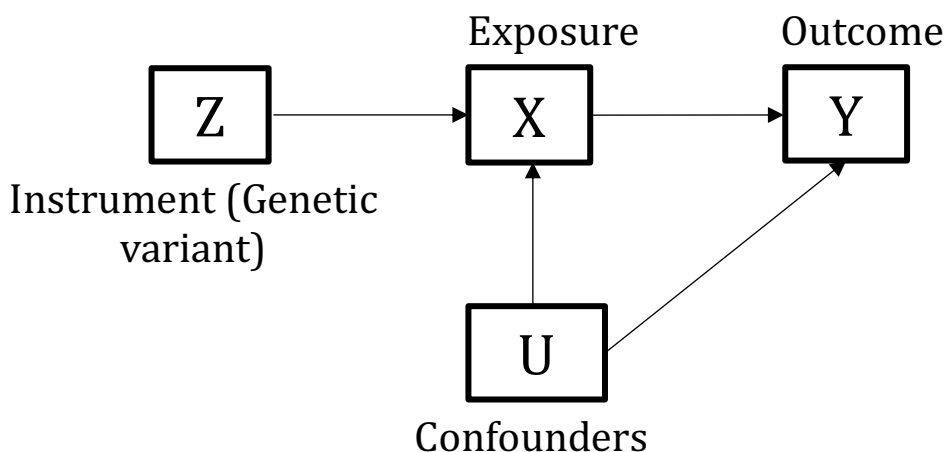 Exposure
Outcome
Z
X
Y
Instrument (Genetic
variant)
U
Confounders